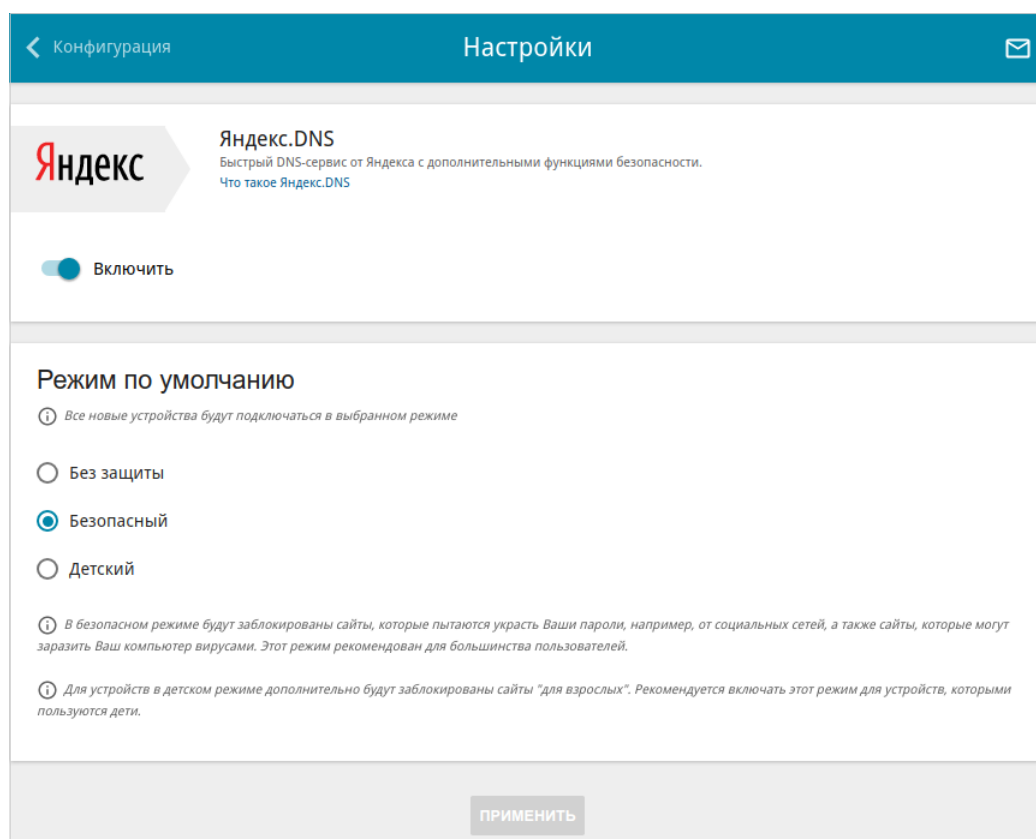 Конфигурация
Настройки
Яндекс
Яндекс.DNS
Быстрый DNS-сервис от Яндекса с дополнительными функциями безопасности.
Что такое Яндекс.DNS
Включить
Режим по умолчанию
Все новые устройства будут подключаться в выбранном режиме
Без защиты
Безопасный
Детский
В безопасном режиме будут заблокированы сайты, которые пытаются украсть Ваши пароли, например, от социальных сетей, а также сайты, которые могут
заразить Ваш компьютер вирусами. Этот режим рекомендован для большинства пользователей.
Для устройств в детском режиме дополнительно будут заблокированы сайты "для взрослых". Рекомендуется включать этот режим для устройств, которыми
пользуются дети.
ПРИМЕНИТЬ